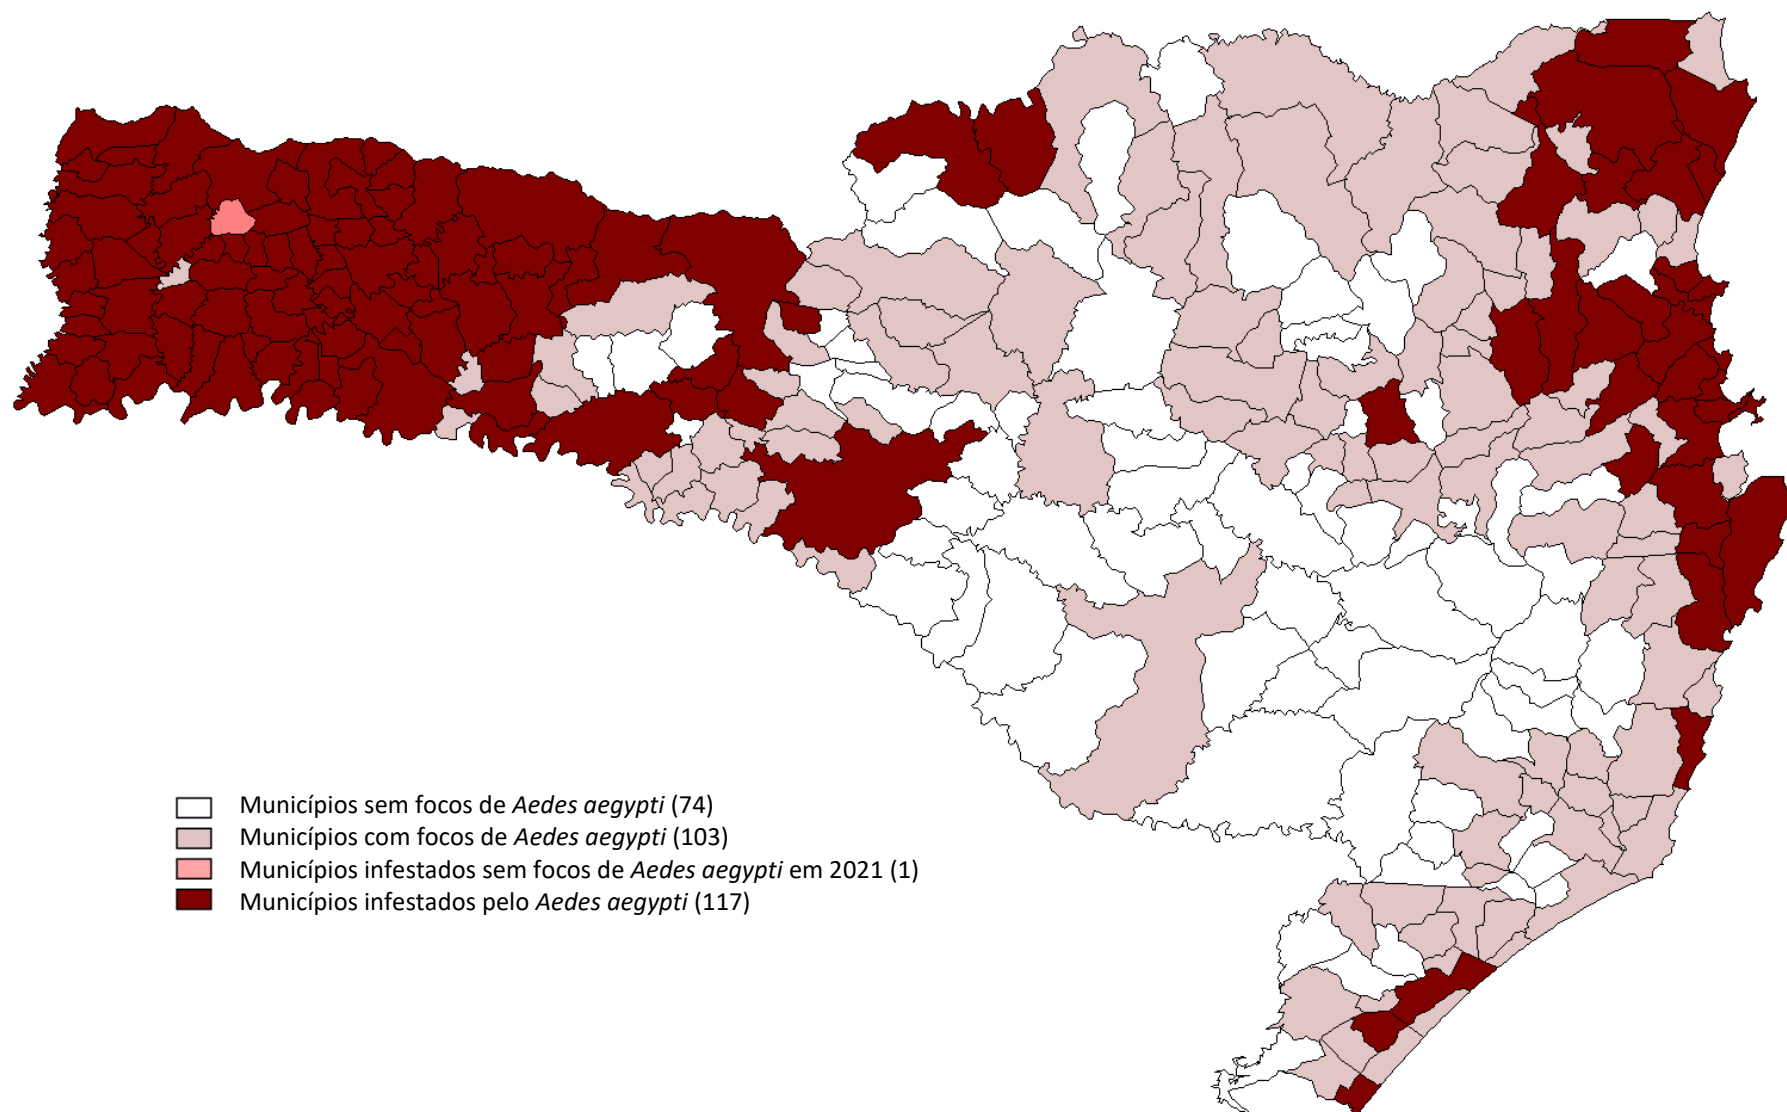 Municípios sem focos de Aedes aegypti (74)
Municípios com focos de Aedes aegypti (103)
Municípios infestados sem focos de Aedes aegypti em 2021 (1)
Municípios infestados pelo Aedes aegypti (117)